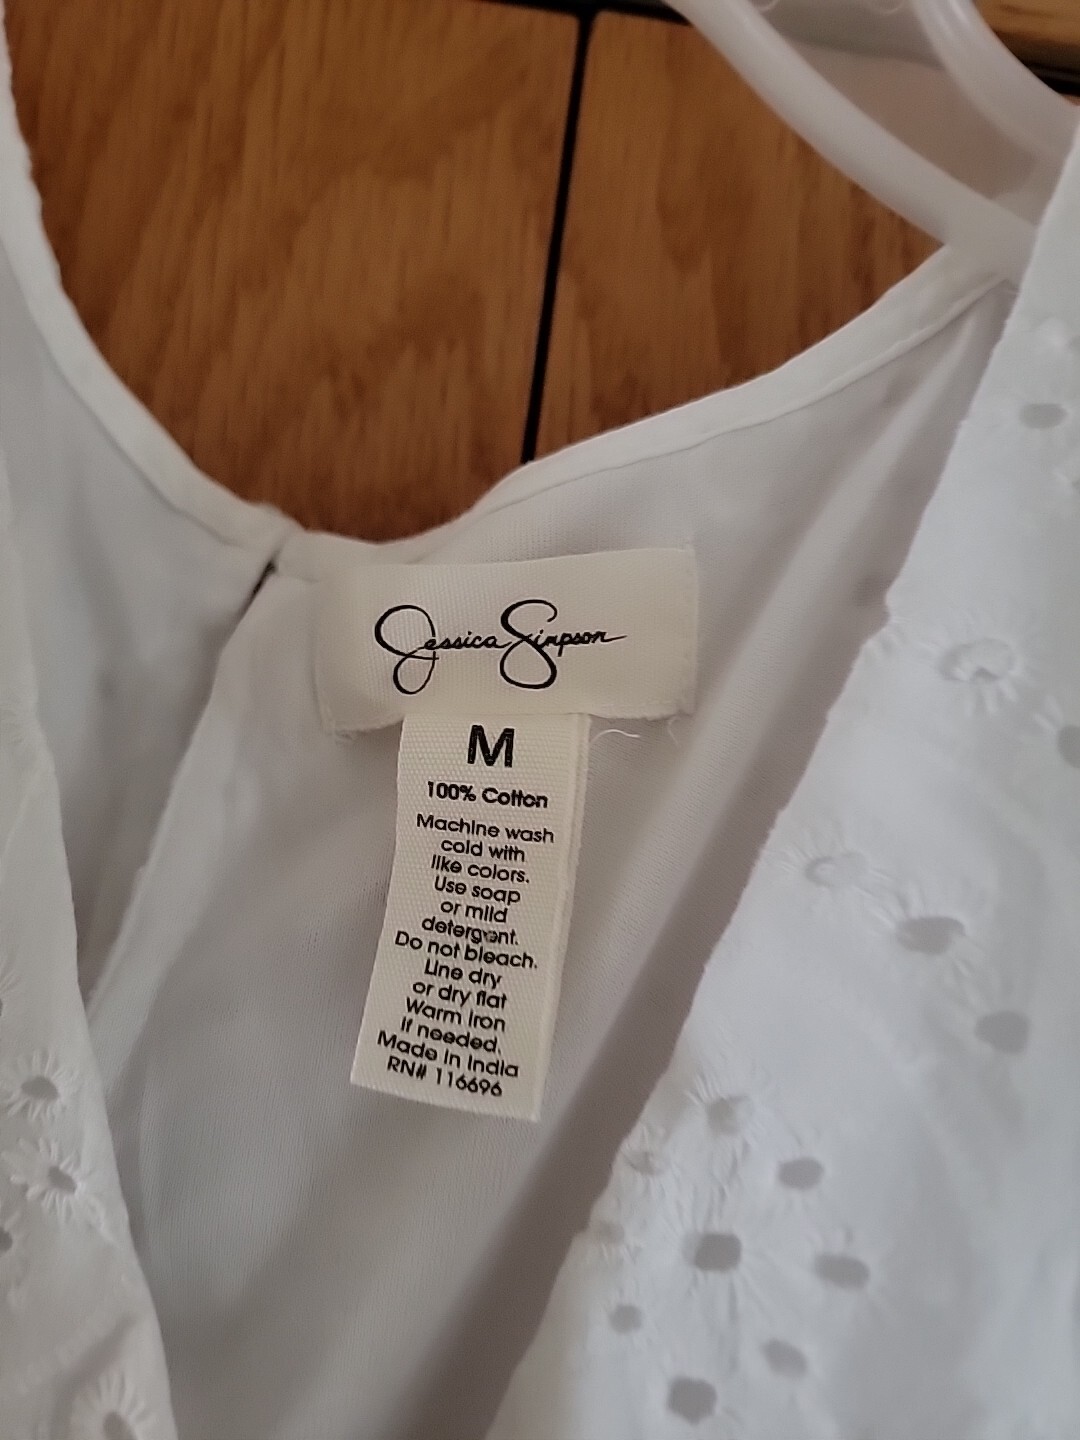 Jessica Simpson
M
100% Cotton
Machine wash
cold with
like colors.
Use soap
or mild
detergent.
Do not bleach.
Line dry
or dry flat
Warm Iron
If needed.
Made In India
RN# 116696